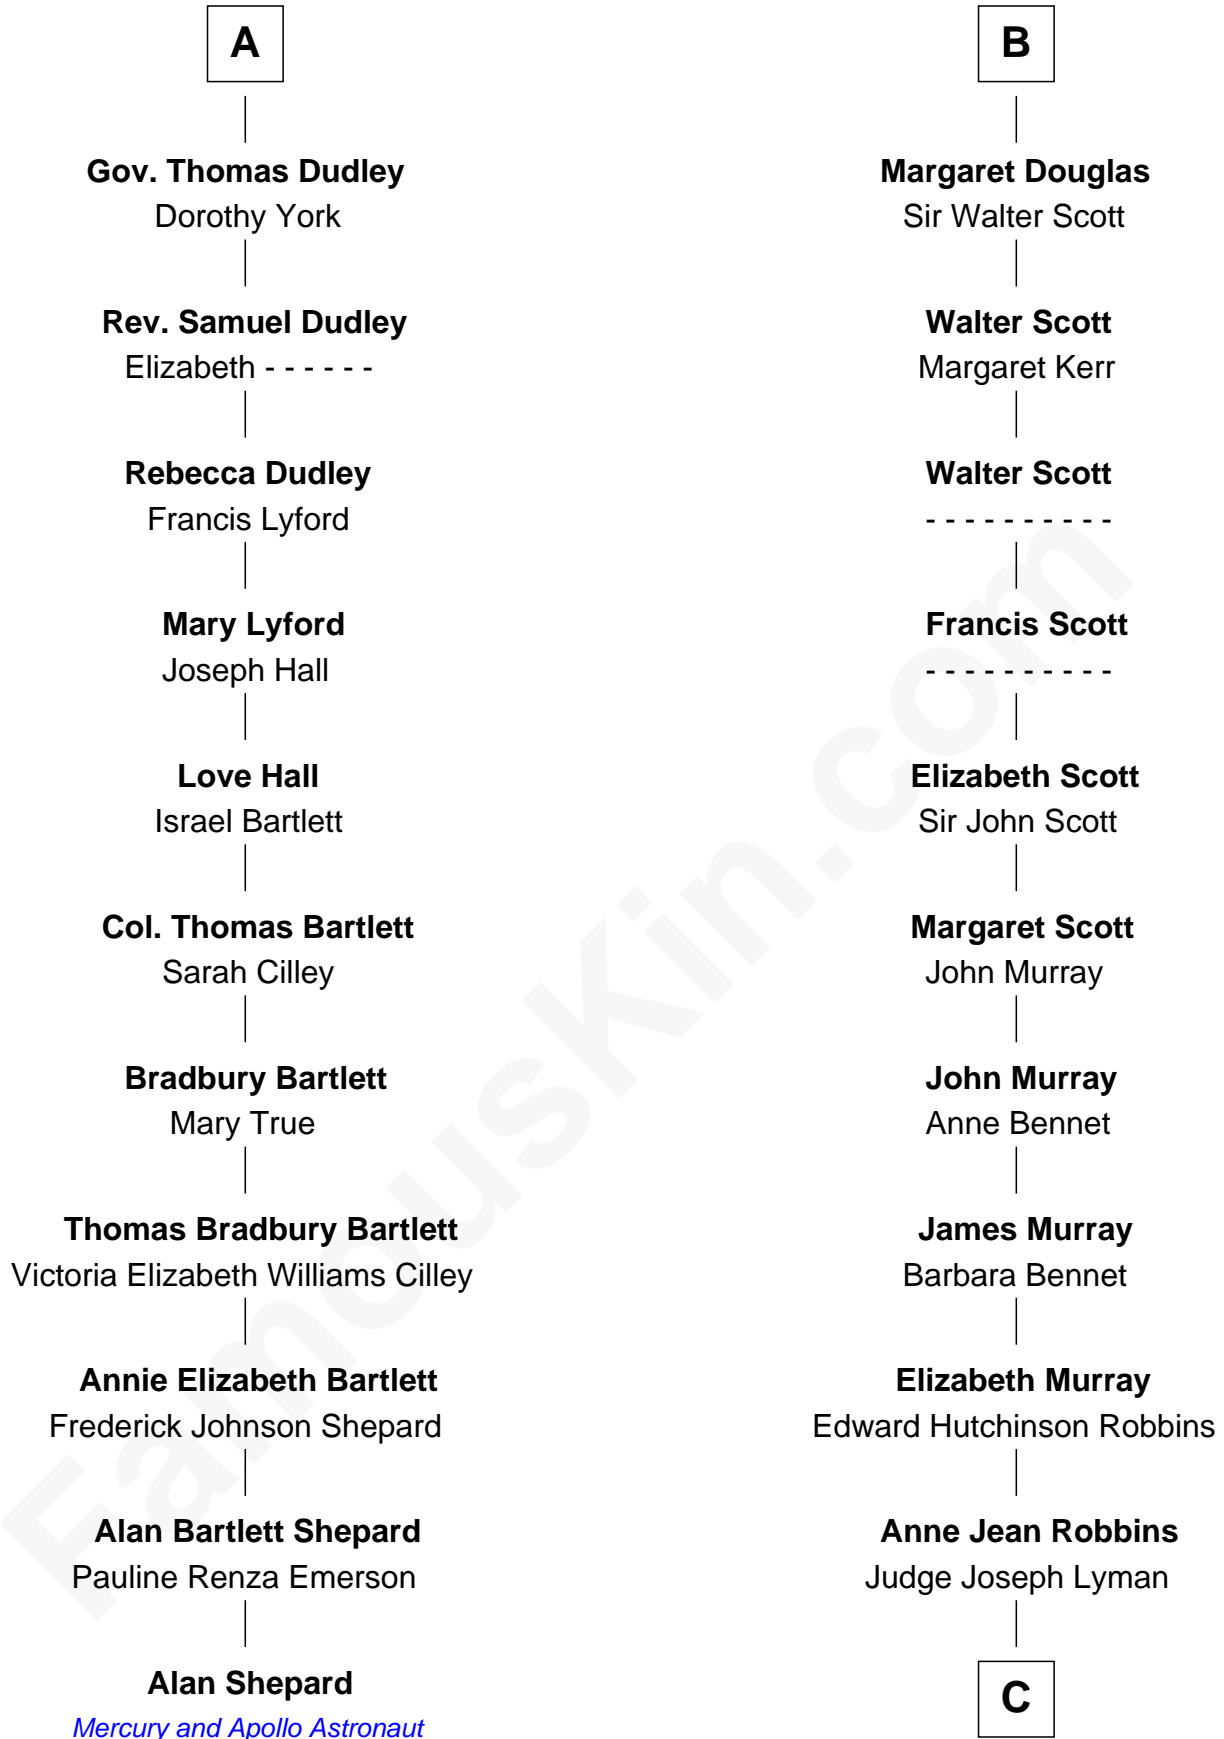 A
Gov. Thomas Dudley
Dorothy York
Rev. Samuel Dudley
Elizabeth - - - - - -
Rebecca Dudley
Francis Lyford
Mary Lyford
Joseph Hall
Love Hall
Israel Bartlett
Col. Thomas Bartlett
Sarah Cilley
Bradbury Bartlett
Mary True
Thomas Bradbury Bartlett
Victoria Elizabeth Williams Cilley
Annie Elizabeth Bartlett
Frederick Johnson Shepard
Alan Bartlett Shepard
Pauline Renza Emerson
Alan Shepard
Mercury and Apollo Astronaut
B
Margaret Douglas
Sir Walter Scott
Walter Scott
Margaret Kerr
Walter Scott
- - - - - - - - - -
Francis Scott
- - - - - - - - - -
Elizabeth Scott
Sir John Scott
Margaret Scott
John Murray
John Murray
Anne Bennet
James Murray
Barbara Bennet
Elizabeth Murray
Edward Hutchinson Robbins
Anne Jean Robbins
Judge Joseph Lyman
C
FamousKin.com